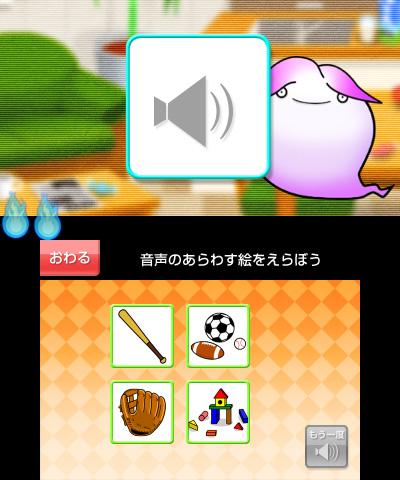 おわる
音声のあらわす絵をえらぼう
もう一度